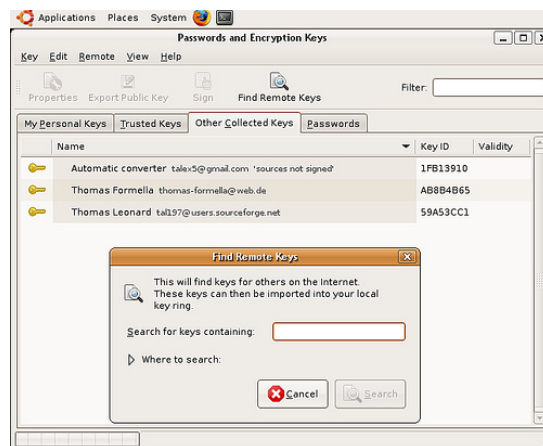 Applications Places System
Passwords and Encryption Keys
Key Edit Remote View Help
Properties Export Public Key Sign Find Remote Keys Filter:
My Personal Keys Trusted Keys Other Collected Keys Passwords
Name Key ID Validity
Automatic converter talex5@gmail.com 'sources not signed' 1FB13910
Thomas Formella thomas-formella@web.de AB8B4B65
Thomas Leonard tal197@users.sourceforge.net 59A53CC1
Find Remote Keys
This will find keys for others on the Internet.
These keys can then be imported into your local
key ring.
Search for keys containing:
Where to search:
Cancel Search